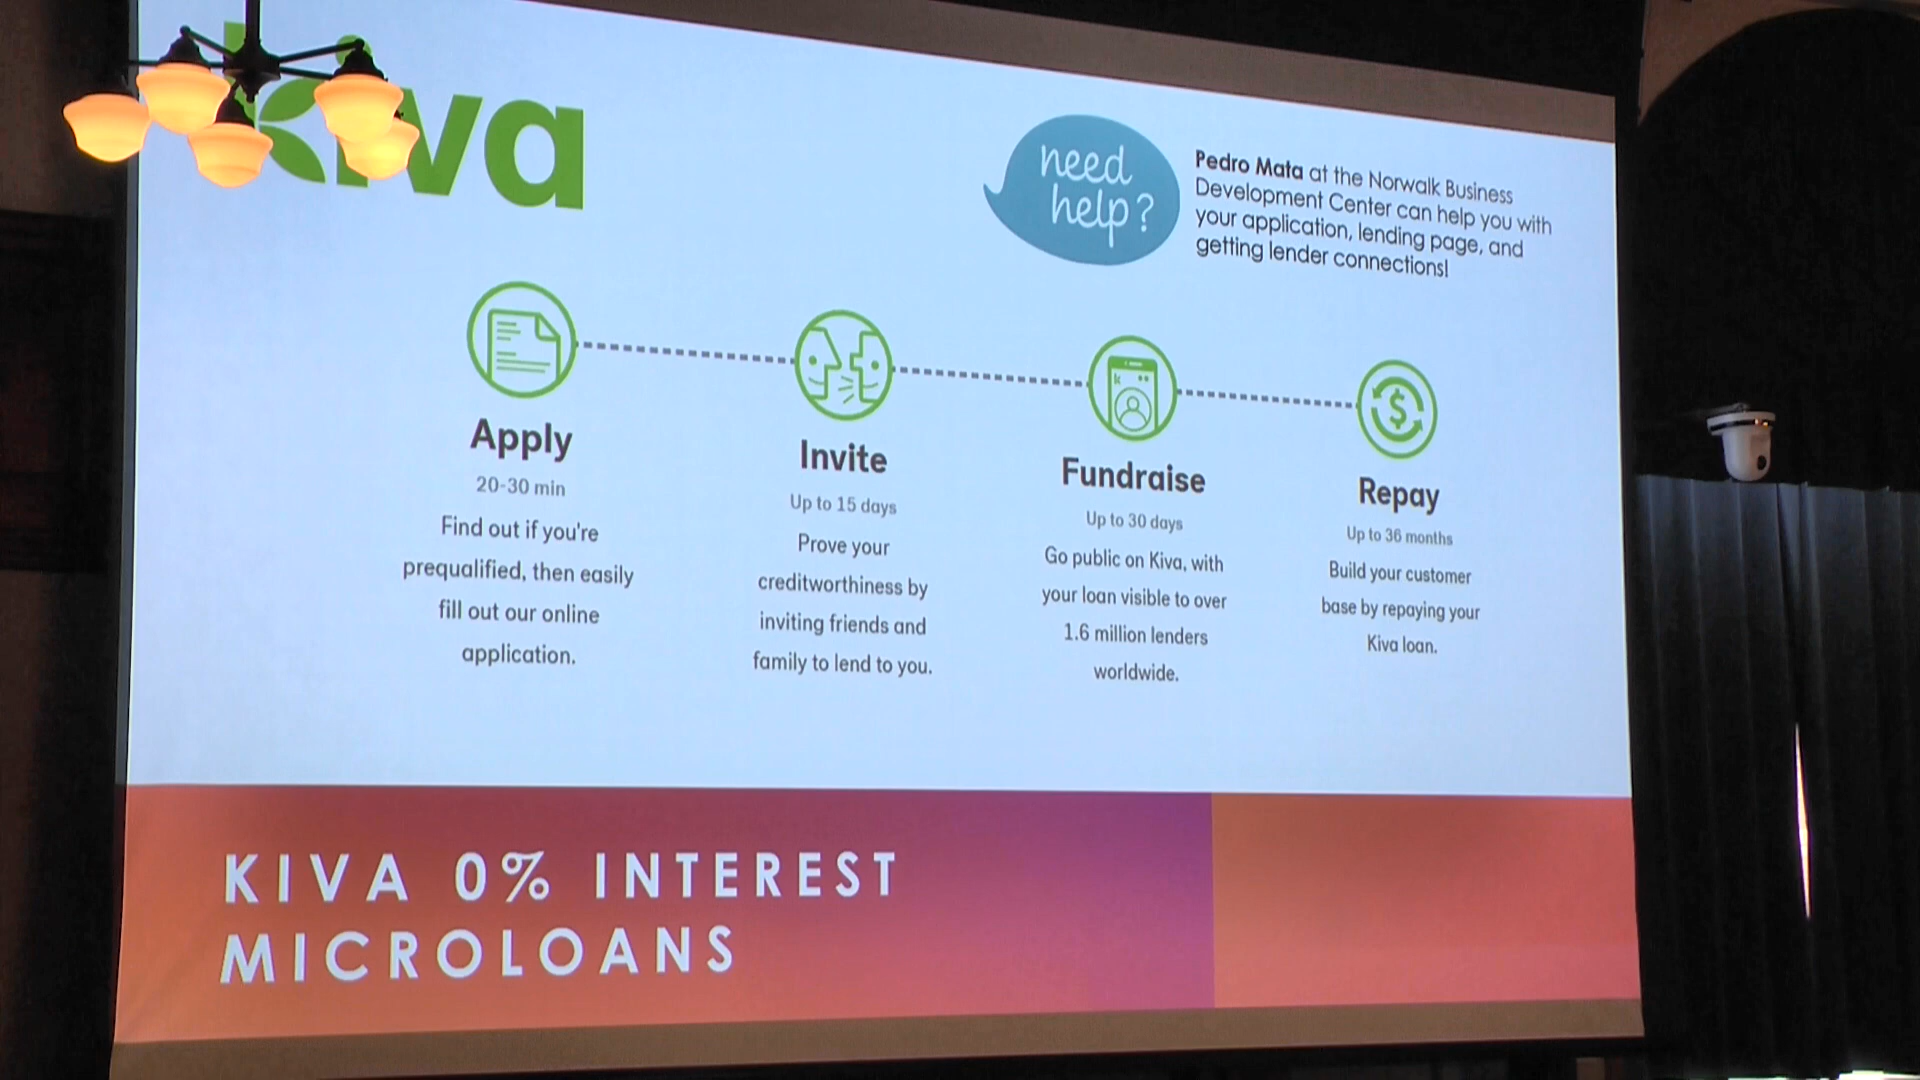 kiva
need
help?
Pedro Mata at the Norwalk Business
Development Center can help you with
your application, lending page, and
getting lender connections!
Apply
20-30 min
Find out if you're
prequalified, then easily
fill out our online
application.
Invite
Up to 15 days
Prove your
creditworthiness by
inviting friends and
family to lend to you.
Fundraise
Up to 30 days
Go public on Kiva, with
your loan visible to over
1.6 million lenders
worldwide.
Repay
Up to 36 months
Build your customer
base by repaying your
Kiva loan.
KIVA 0% INTEREST
MICROLOANS